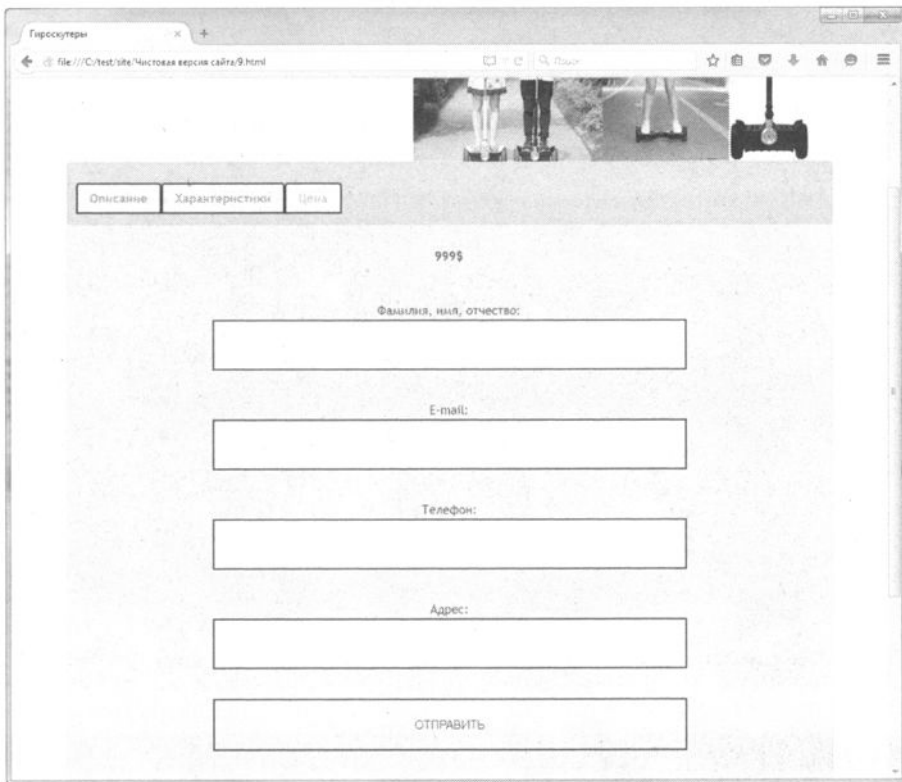 Гироскутеры × +
file:///C:/test/site/Чистовая версия сайта/9.html Поиск
Описание Характеристики Цена
999$
Фамилия, имя, отчество:
E-mail:
Телефон:
Адрес:
ОТПРАВИТЬ